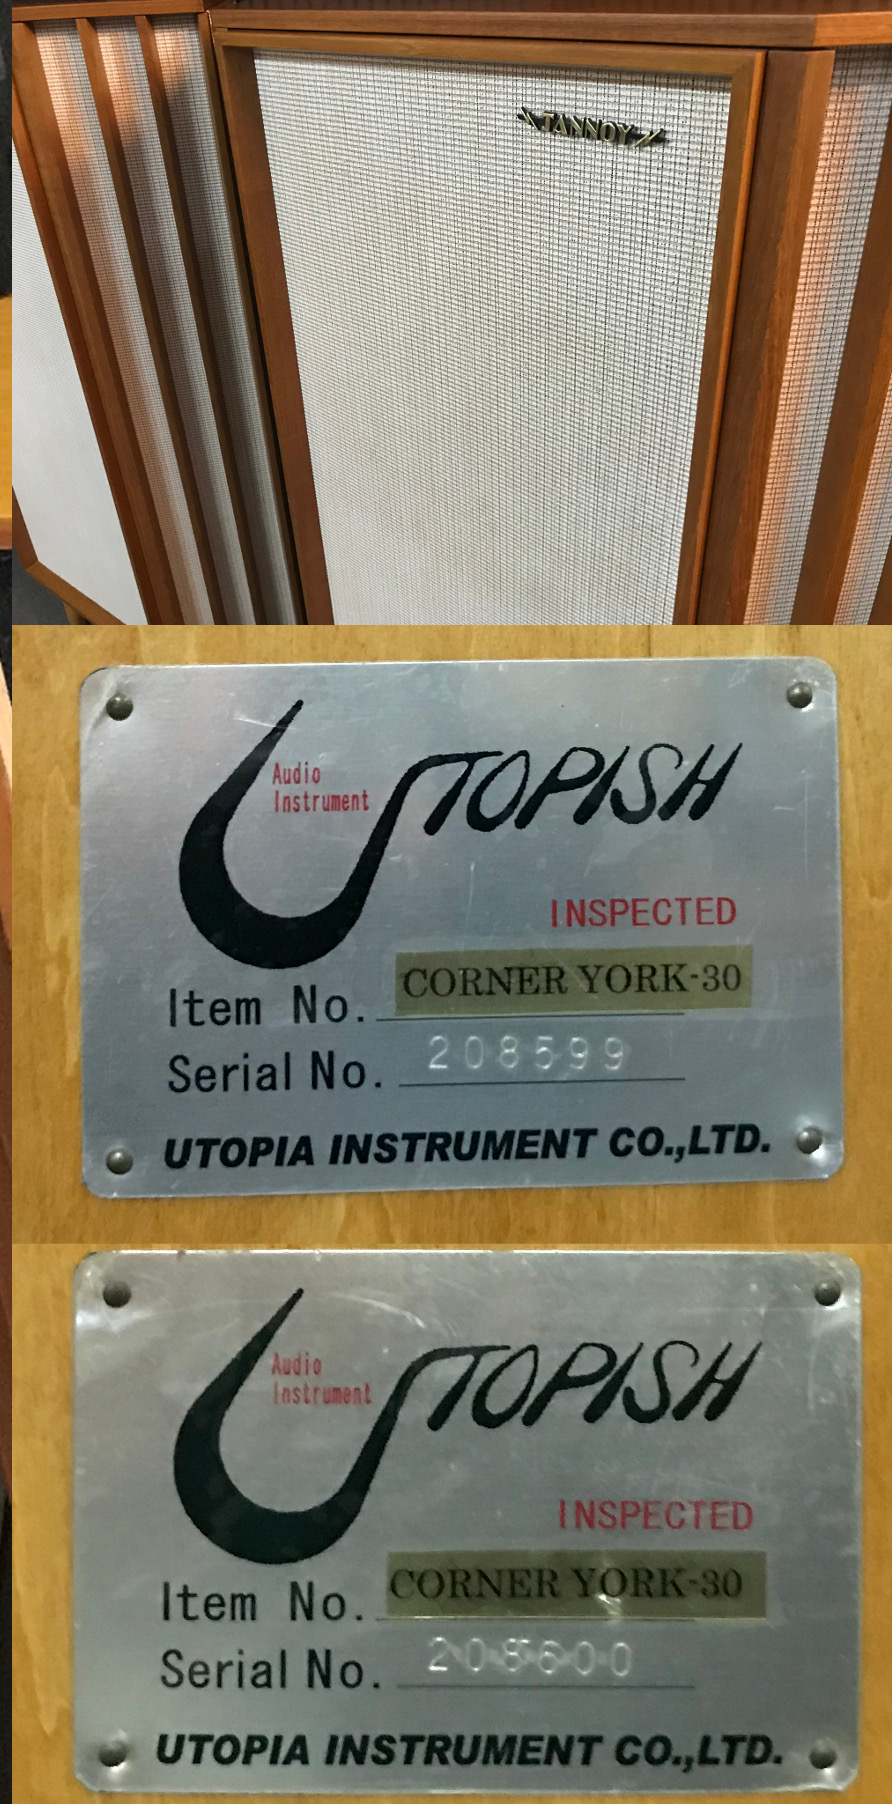 TANNOY
UTOPISH
Audio
Instrument
INSPECTED
Item No. CORNER YORK-30
Serial No. 208599
UTOPIA INSTRUMENT CO.,LTD.
UTOPISH
Audio
Instrument
INSPECTED
Item No. CORNER YORK-30
Serial No. 208600
UTOPIA INSTRUMENT CO.,LTD.